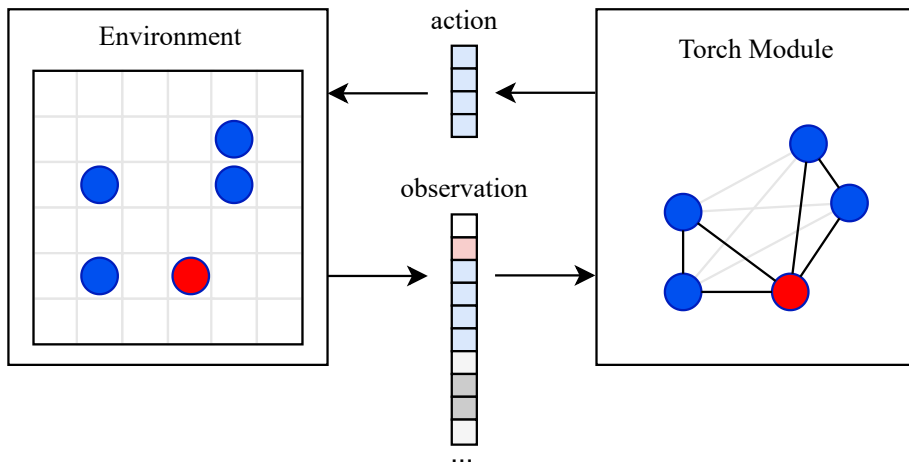 Environment
action
Torch Module
observation
...